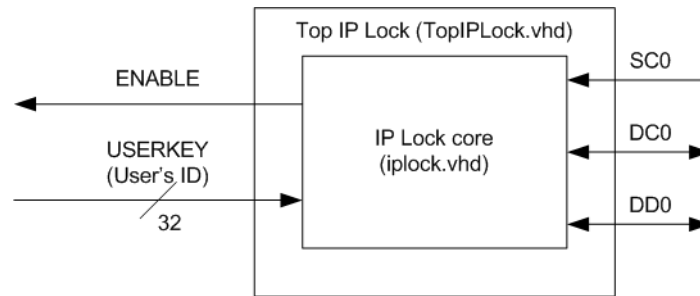 Top IP Lock (TopIPLock.vhd)
ENABLE
USERKEY
(User's ID)
32
IP Lock core
(iplock.vhd)
SC0
DC0
DD0